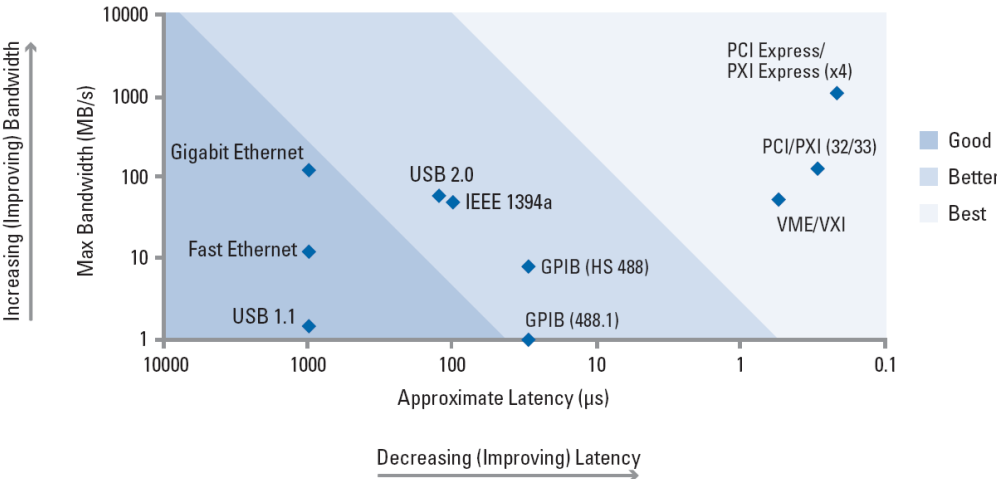 Increasing (Improving) Bandwidth
Max Bandwidth (MB/s)
10000
1000
100
10
1
PCI Express/
PXI Express (x4)
PCI/PXI (32/33)
VME/VXI
Gigabit Ethernet
USB 2.0
IEEE 1394a
Fast Ethernet
GPIB (HS 488)
USB 1.1
GPIB (488.1)
Good
Better
Best
10000
1000
100
10
1
0.1
Approximate Latency (µs)
Decreasing (Improving) Latency